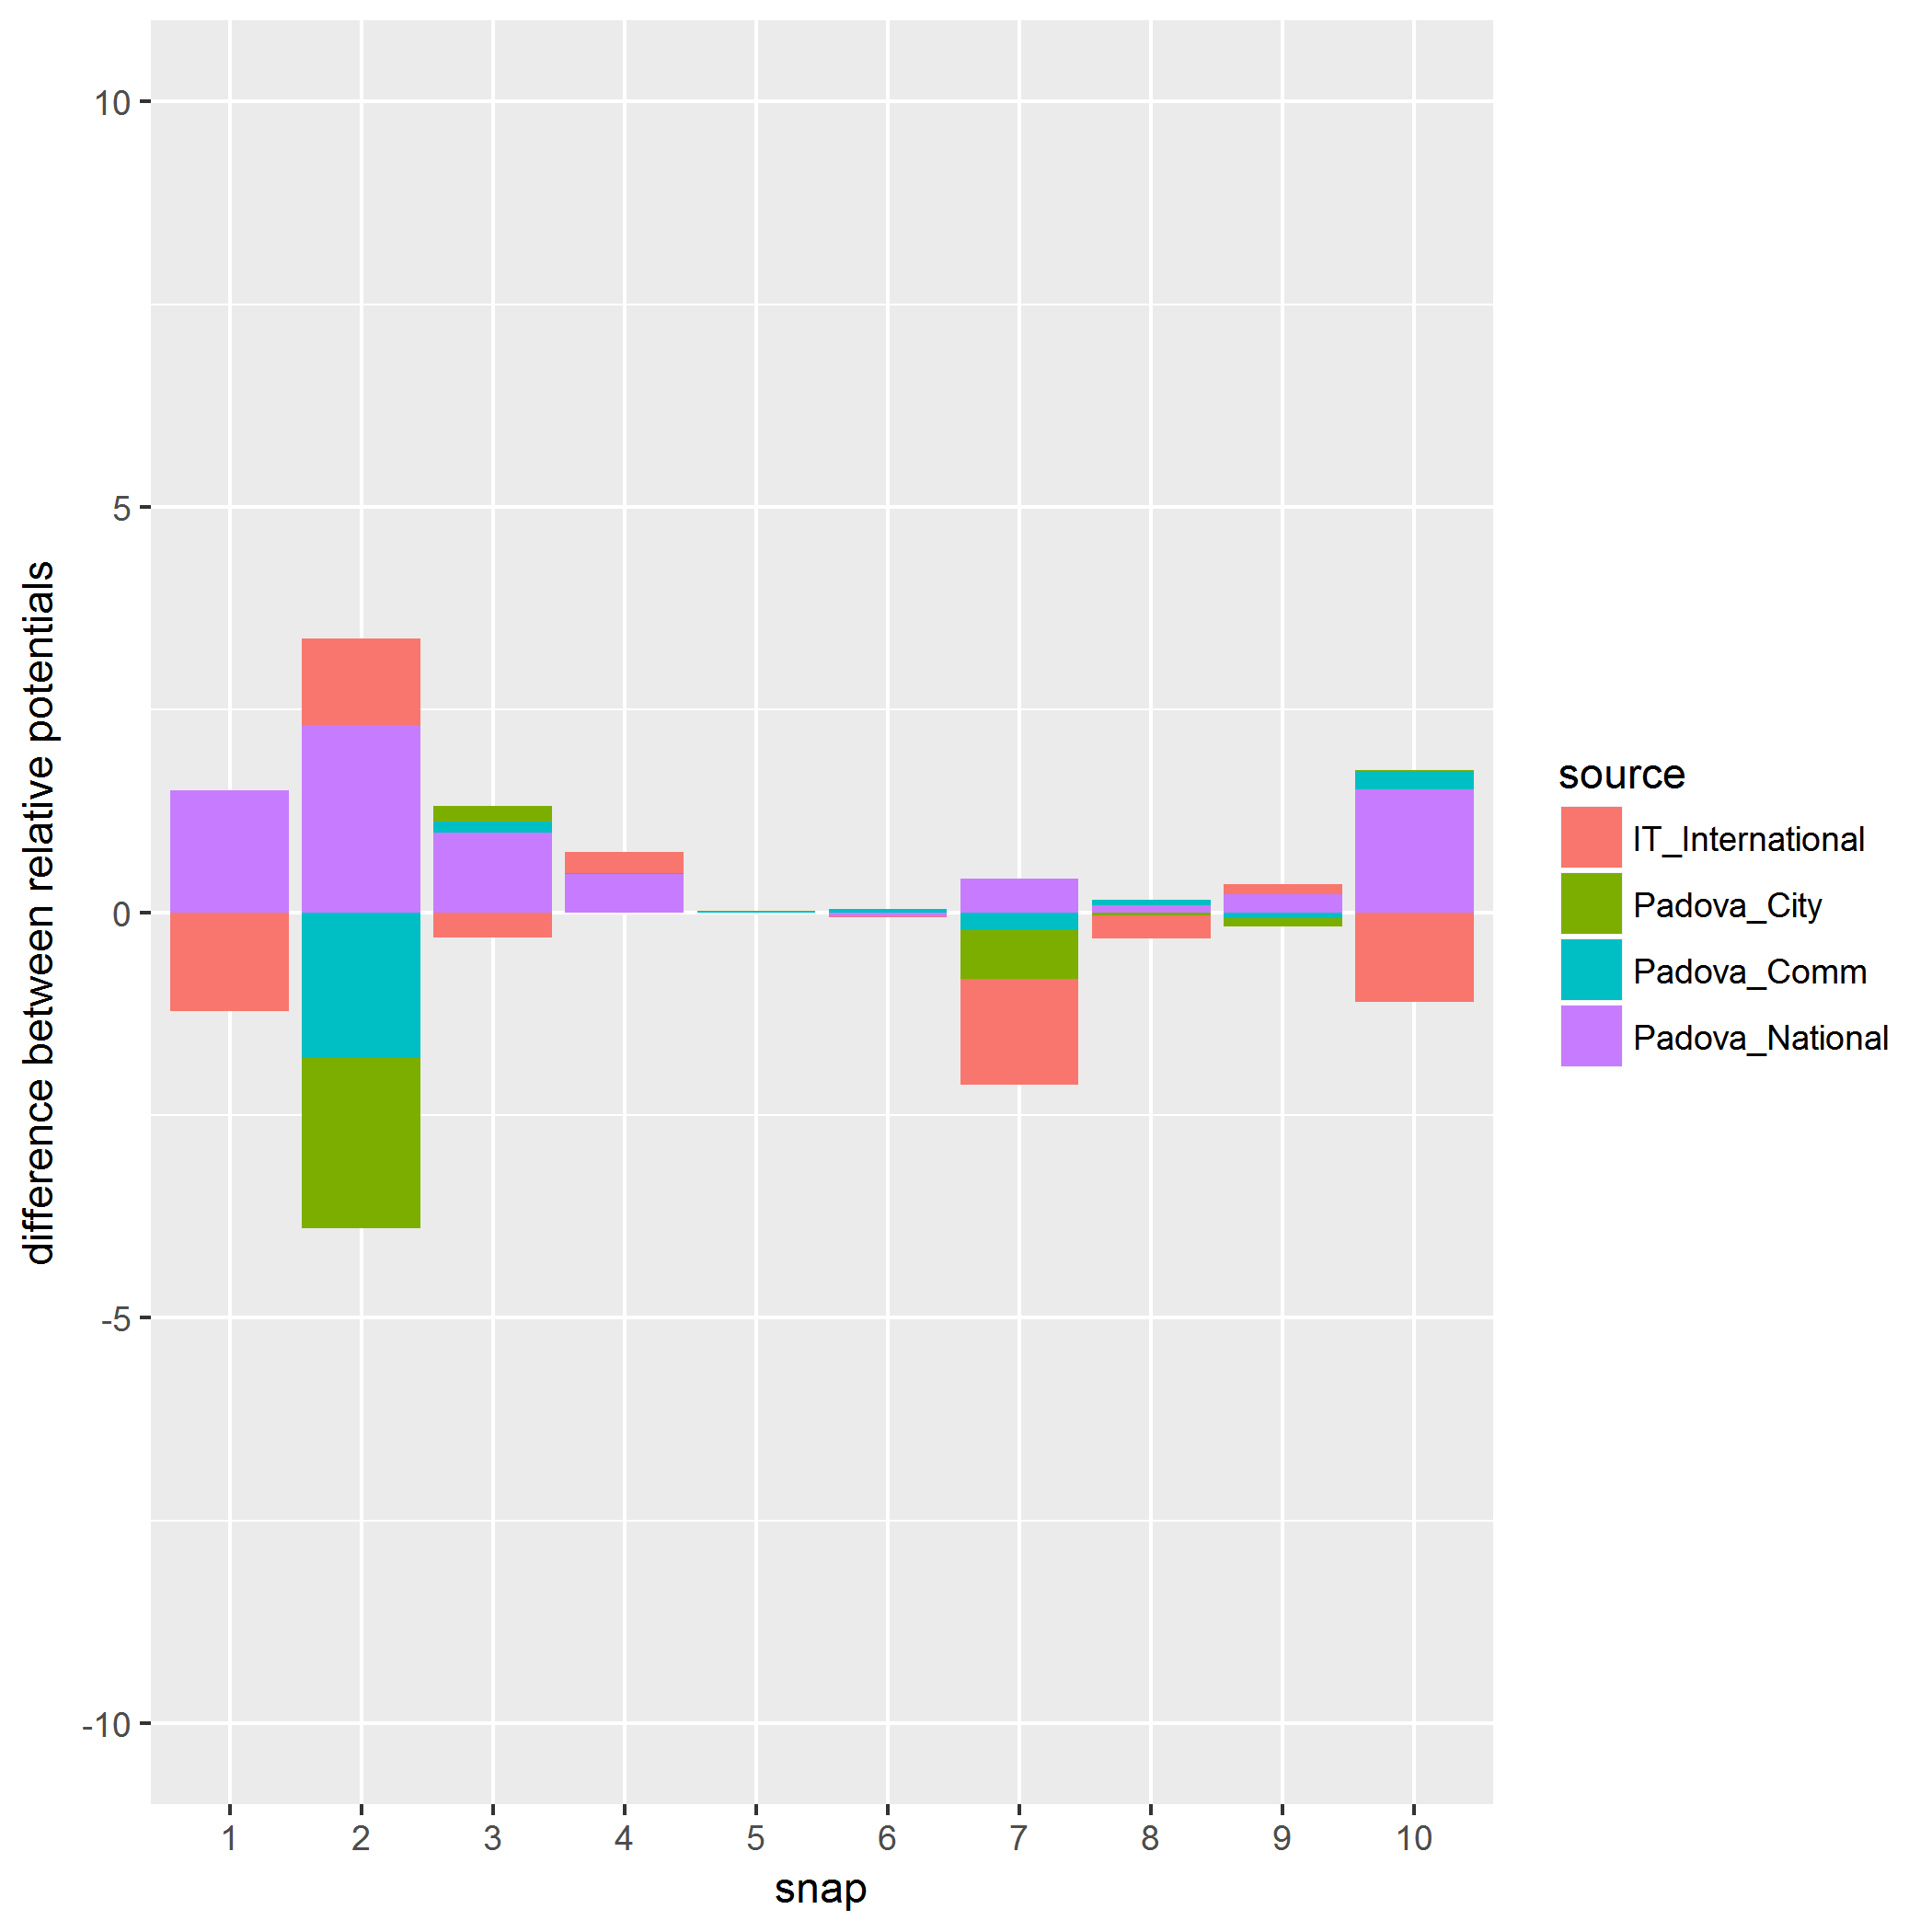 10
5
0
-5
-10
difference between relative potentials
1 2 3 4 5 6 7 8 9 10
snap
source
IT_International
Padova_City
Padova_Comm
Padova_National